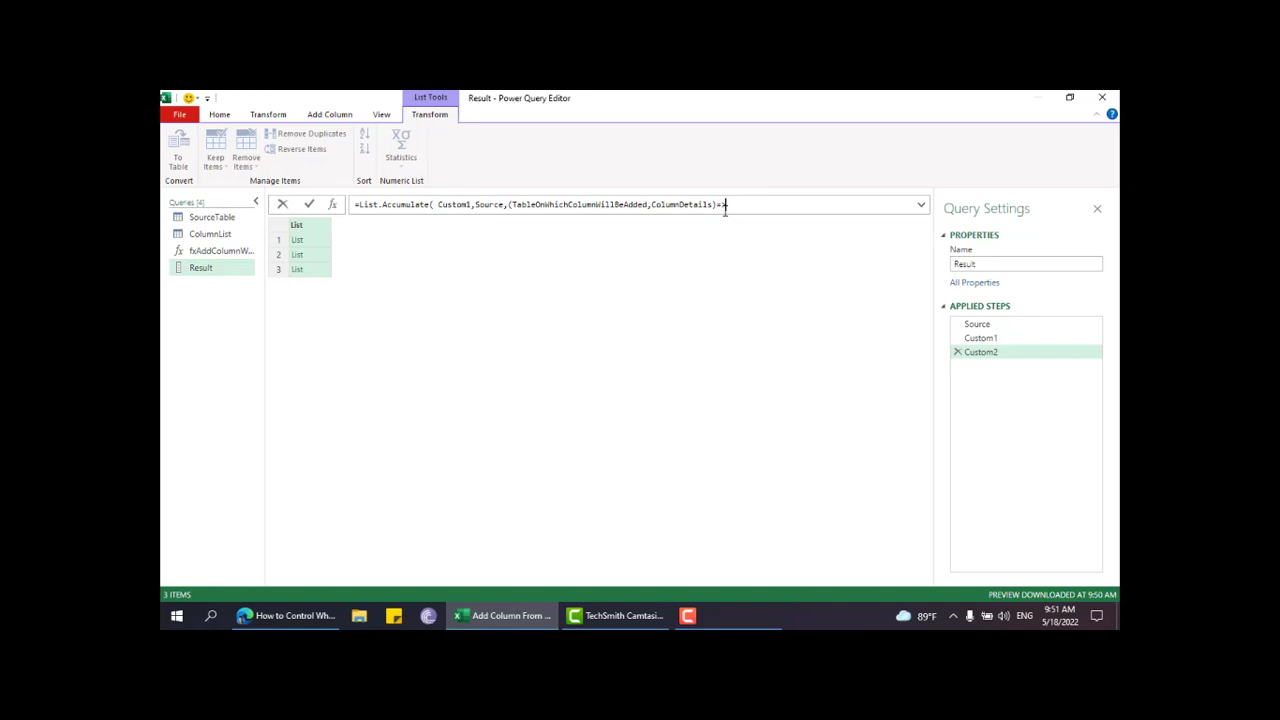 List Tools
Result - Power Query Editor
File
Home
Transform
Add Column
View
Transform
To
Table
Keep
Items
Remove
Items
Remove Duplicates
Reverse Items
Statistics
Convert
Manage Items
Sort
Numeric List
Queries [4]
SourceTable
ColumnList
fxAddColumnW...
Result
=List.Accumulate( Custom1,Source,(TableOnWhichColumnWillBeAdded,ColumnDetails)=>
List
1 List
2 List
3 List
Query Settings
PROPERTIES
Name
Result
All Properties
APPLIED STEPS
Source
Custom1
Custom2
3 ITEMS
PREVIEW DOWNLOADED AT 9:50 AM
How to Control Wh...
Add Column From ...
TechSmith Camtasi...
89°F
ENG
9:51 AM
5/18/2022